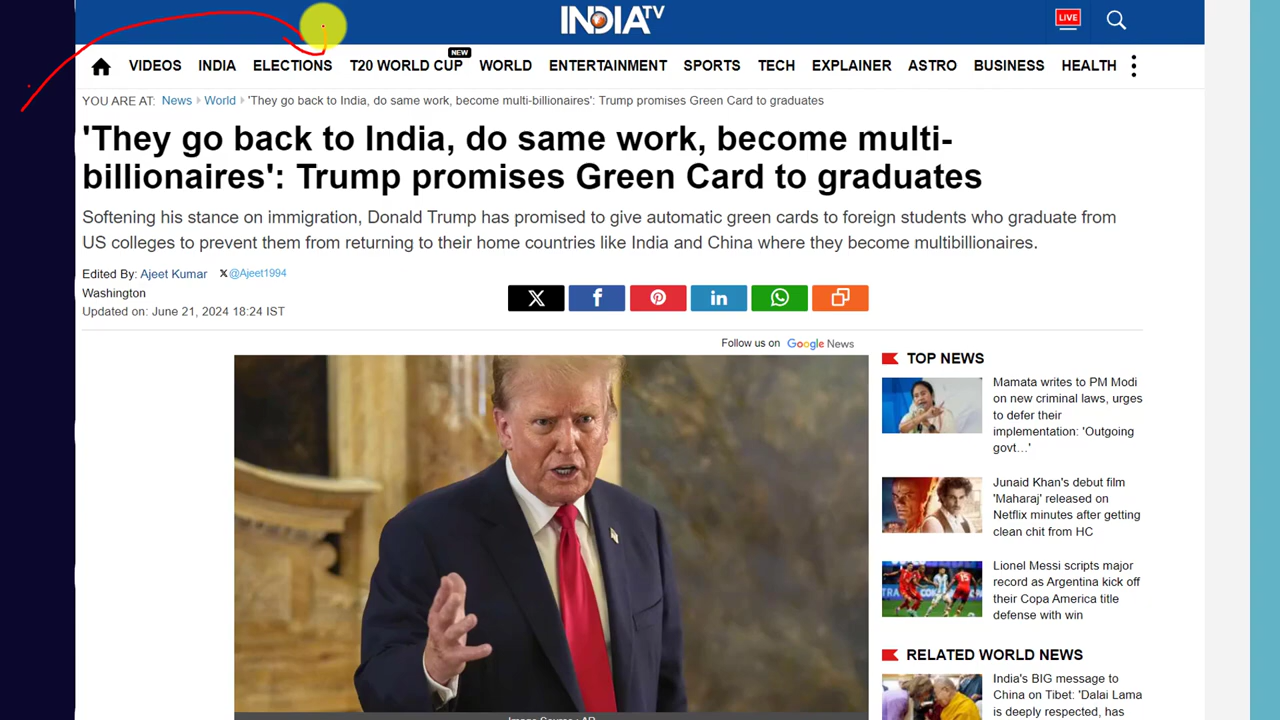 INDIA TV
LIVE
NEW
VIDEOS INDIA ELECTIONS T20 WORLD CUP WORLD ENTERTAINMENT SPORTS TECH EXPLAINER ASTRO BUSINESS HEALTH
YOU ARE AT: News World 'They go back to India, do same work, become multi-billionaires': Trump promises Green Card to graduates
'They go back to India, do same work, become multi-
billionaires': Trump promises Green Card to graduates
Softening his stance on immigration, Donald Trump has promised to give automatic green cards to foreign students who graduate from
US colleges to prevent them from returning to their home countries like India and China where they become multibillionaires.
Edited By: Ajeet Kumar X @Ajeet1994
Washington
Updated on: June 21, 2024 18:24 IST
Follow us on Google News
TOP NEWS
Mamata writes to PM Modi
on new criminal laws, urges
to defer their
implementation: 'Outgoing
govt…'
Junaid Khan's debut film
'Maharaj' released on
Netflix minutes after getting
clean chit from HC
Lionel Messi scripts major
record as Argentina kick off
their Copa America title
defense with win
RELATED WORLD NEWS
India's BIG message to
China on Tibet: 'Dalai Lama
is deeply respected, has
Image Source : AP